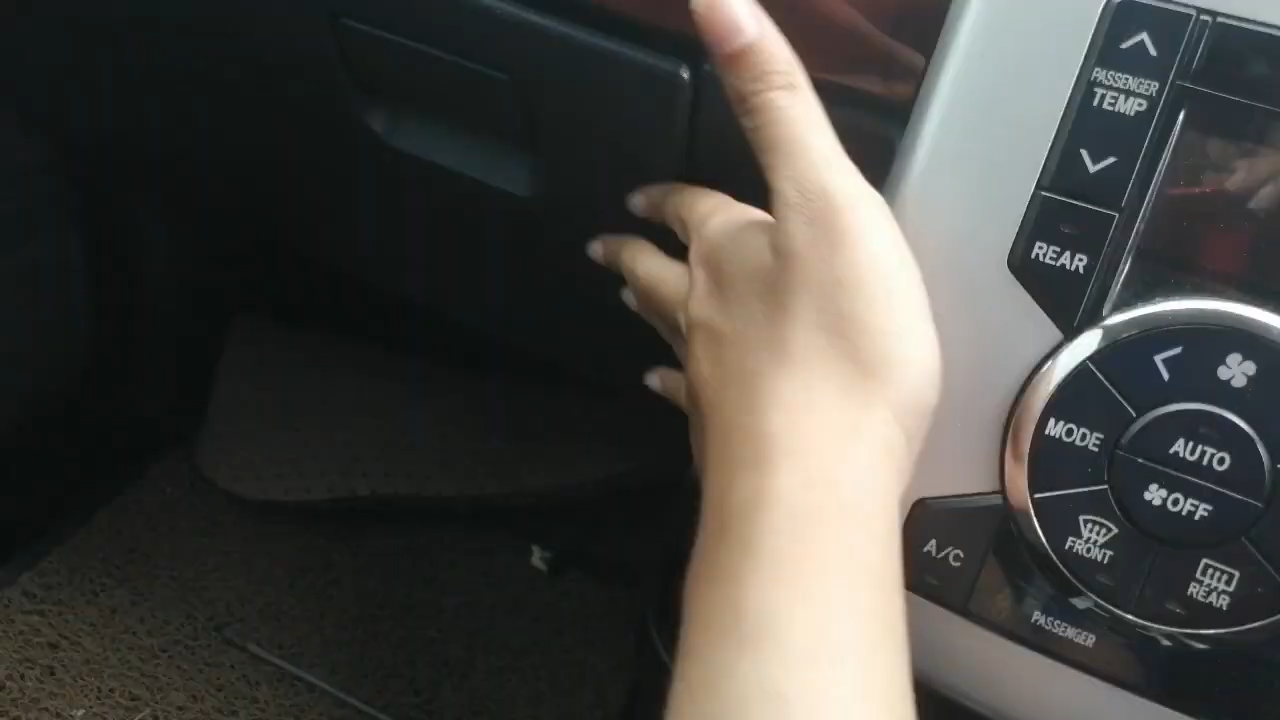 PASSENGER
TEMP
REAR
MODE
AUTO
OFF
FRONT
REAR
A/C
PASSENGER